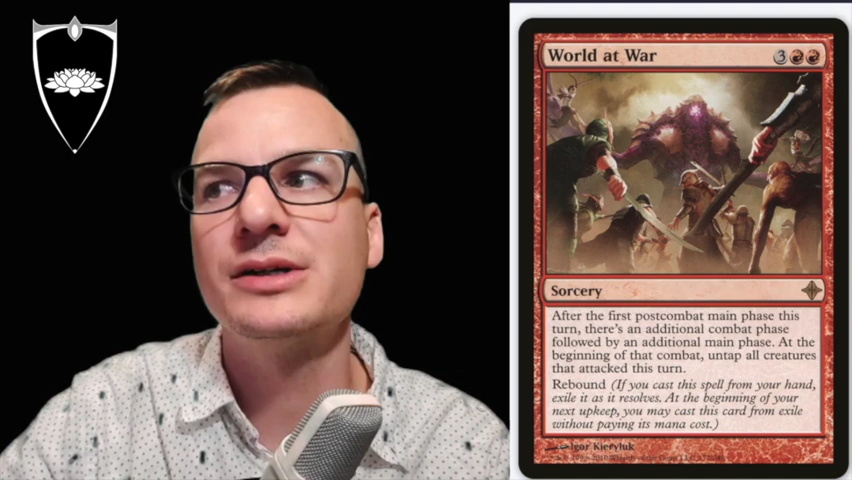 World at War 3
Sorcery
After the first postcombat main phase this
turn, there's an additional combat phase
followed by an additional main phase. At the
beginning of that combat, untap all creatures
that attacked this turn.
Rebound (If you cast this spell from your hand,
exile it as it resolves. At the beginning of your
next upkeep, you may cast this card from exile
without paying its mana cost.)
Igor Kieryluk